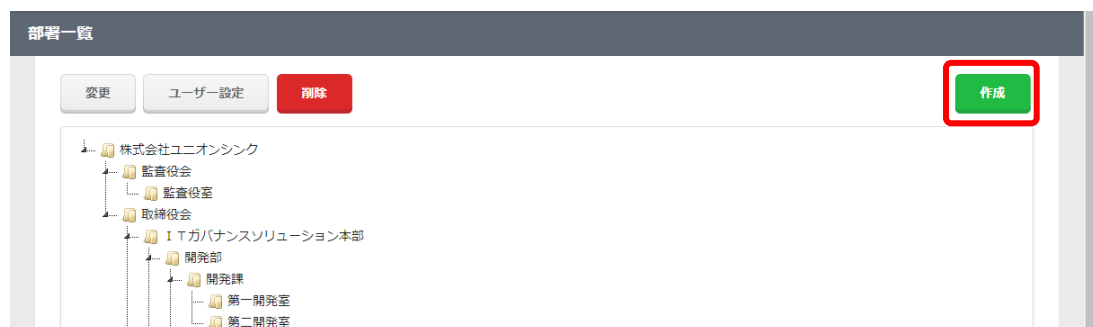 部署一覧
変更 ユーザー設定 削除 作成
株式会社ユニオンシンク
監査役会
監査役室
取締役会
ＩＴガバナンスソリューション本部
開発部
開発課
第一開発室
第二開発室